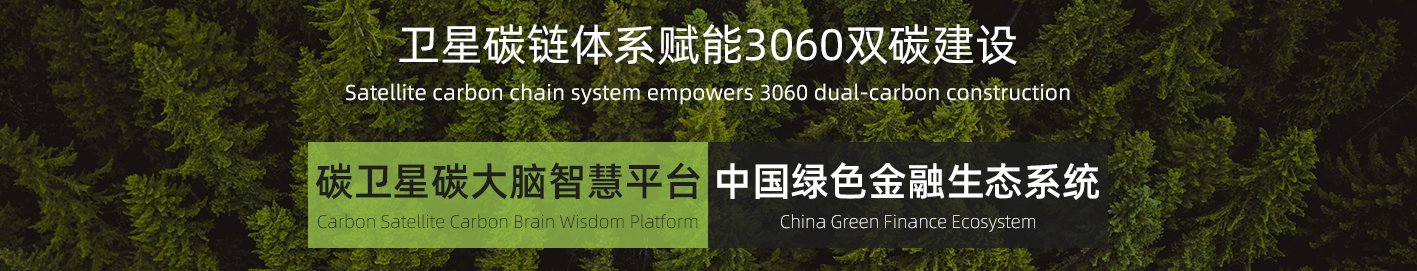 卫星碳链体系赋能3060双碳建设
Satellite carbon chain system empowers 3060 dual-carbon construction
碳卫星碳大脑智慧平台
Carbon Satellite Carbon Brain Wisdom Platform
中国绿色金融生态系统
China Green Finance Ecosystem